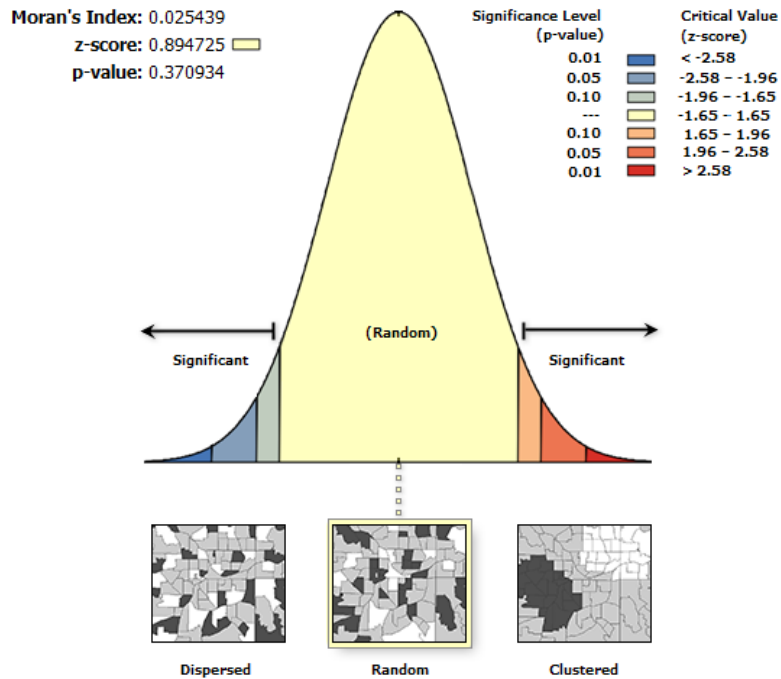 Moran's Index: 0.025439
z-score: 0.894725
p-value: 0.370934
Significance Level
(p-value)
Critical Value
(z-score)
0.01 < -2.58
0.05 -2.58 – -1.96
0.10 -1.96 – -1.65
--- -1.65 – 1.65
0.10 1.65 – 1.96
0.05 1.96 – 2.58
0.01 > 2.58
(Random)
Significant Significant
Dispersed Random Clustered